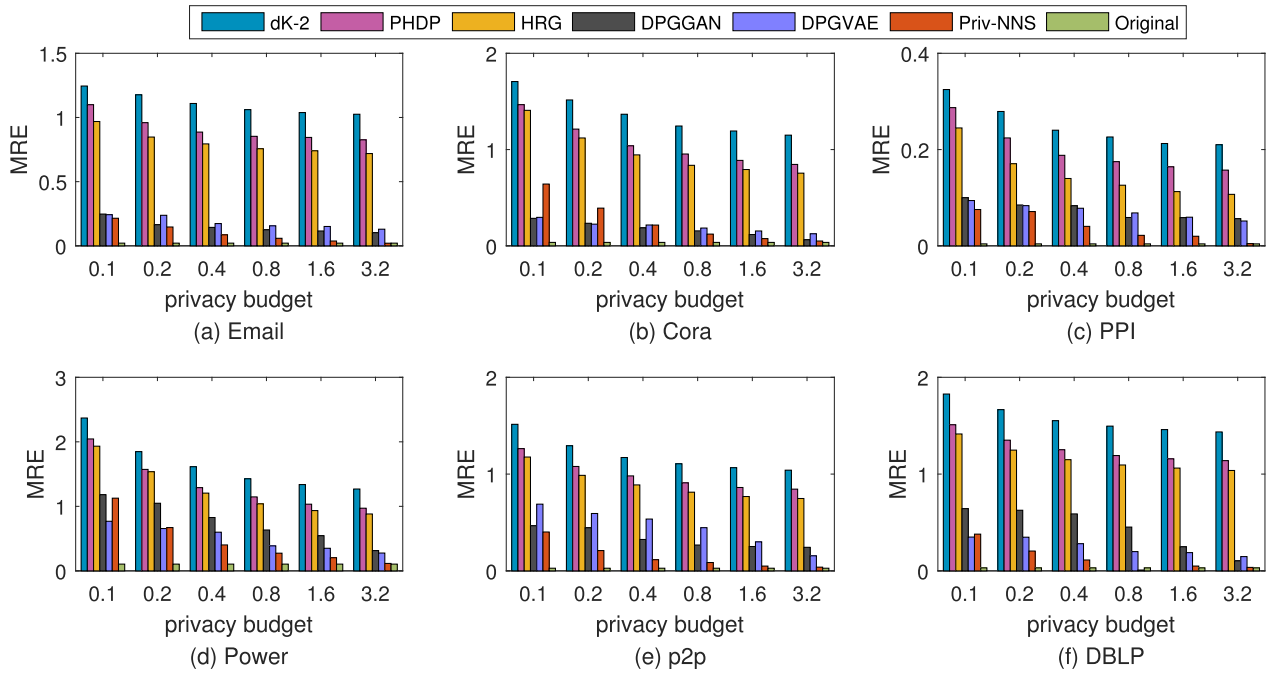 dK-2 PHDP HRG DPGGAN DPGVAE Priv-NNS Original
1.5
1
0.5
0
MRE
0.1 0.2 0.4 0.8 1.6 3.2
privacy budget
(a) Email
2
1
0
MRE
0.1 0.2 0.4 0.8 1.6 3.2
privacy budget
(b) Cora
0.4
0.2
0
MRE
0.1 0.2 0.4 0.8 1.6 3.2
privacy budget
(c) PPI
3
2
1
0
MRE
0.1 0.2 0.4 0.8 1.6 3.2
privacy budget
(d) Power
2
1
0
MRE
0.1 0.2 0.4 0.8 1.6 3.2
privacy budget
(e) p2p
2
1
0
MRE
0.1 0.2 0.4 0.8 1.6 3.2
privacy budget
(f) DBLP